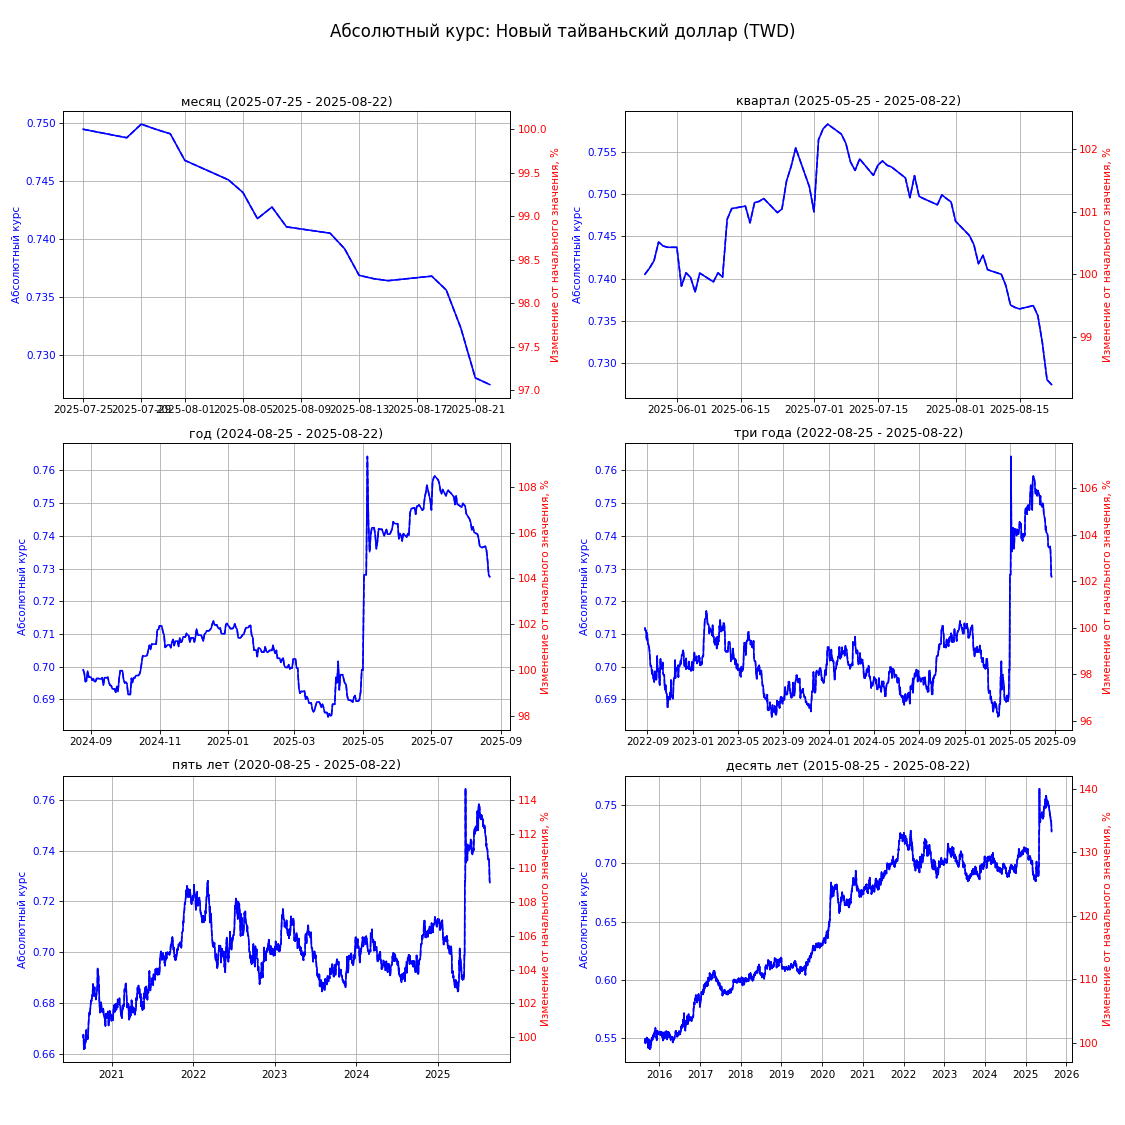 Абсолютный курс: Новый тайваньский доллар (TWD)
месяц (2025-07-25 - 2025-08-22)
0.750
0.745
0.740
0.735
0.730
Абсолютный курс
100.0
99.5
99.0
98.5
98.0
97.5
97.0
Изменение от начального значения, %
2025-07-25 2025-07-29 2025-08-01 2025-08-05 2025-08-09 2025-08-13 2025-08-17 2025-08-21
квартал (2025-05-25 - 2025-08-22)
0.755
0.750
0.745
0.740
0.735
0.730
Абсолютный курс
102
101
100
99
Изменение от начального значения, %
2025-06-01 2025-06-15 2025-07-01 2025-07-15 2025-08-01 2025-08-15
год (2024-08-25 - 2025-08-22)
0.76
0.75
0.74
0.73
0.72
0.71
0.70
0.69
Абсолютный курс
108
106
104
102
100
98
Изменение от начального значения, %
2024-09 2024-11 2025-01 2025-03 2025-05 2025-07 2025-09
три года (2022-08-25 - 2025-08-22)
0.76
0.75
0.74
0.73
0.72
0.71
0.70
0.69
Абсолютный курс
106
104
102
100
98
96
Изменение от начального значения, %
2022-09 2023-01 2023-05 2023-09 2024-01 2024-05 2024-09 2025-01 2025-05 2025-09
пять лет (2020-08-25 - 2025-08-22)
0.76
0.74
0.72
0.70
0.68
0.66
Абсолютный курс
114
112
110
108
106
104
102
100
Изменение от начального значения, %
2021 2022 2023 2024 2025
десять лет (2015-08-25 - 2025-08-22)
0.75
0.70
0.65
0.60
0.55
Абсолютный курс
140
130
120
110
100
Изменение от начального значения, %
2016 2017 2018 2019 2020 2021 2022 2023 2024 2025 2026